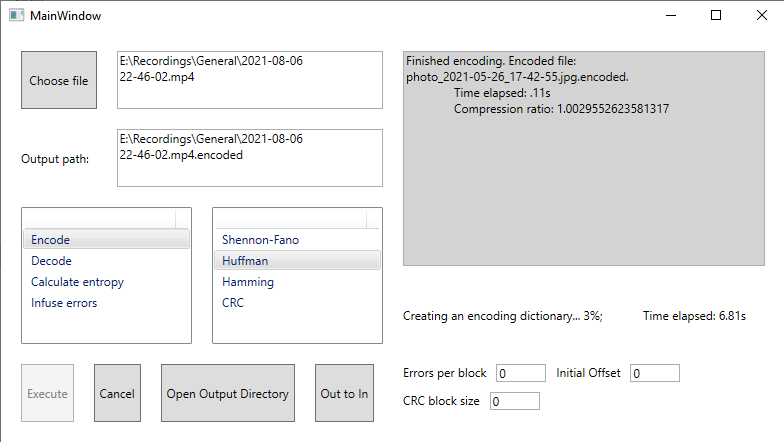 MainWindow
Choose file
E:\Recordings\General\2021-08-06
22-46-02.mp4
Output path:
E:\Recordings\General\2021-08-06
22-46-02.mp4.encoded
Finished encoding. Encoded file:
photo_2021-05-26_17-42-55.jpg.encoded.
Time elapsed: .11s
Compression ratio: 1.0029552623581317
Encode
Decode
Calculate entropy
Infuse errors
Shennon-Fano
Huffman
Hamming
CRC
Creating an encoding dictionary... 3%; Time elapsed: 6.81s
Execute Cancel Open Output Directory Out to In
Errors per block 0 Initial Offset 0
CRC block size 0